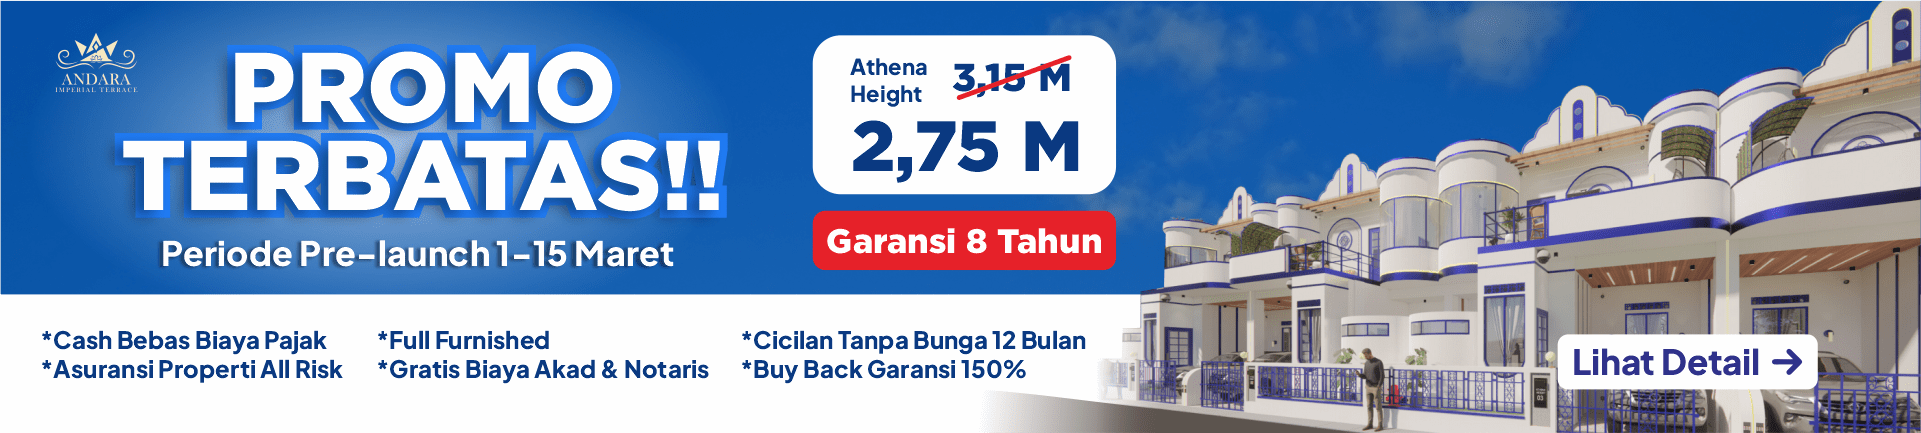 ANDARA
IMPERIAL TERRACE
PROMO
TERBATAS!!
Periode Pre-launch 1-15 Maret
Athena
Height
3,15 M
2,75 M
Garansi 8 Tahun
*Cash Bebas Biaya Pajak
*Asuransi Properti All Risk
*Full Furnished
*Gratis Biaya Akad & Notaris
*Cicilan Tanpa Bunga 12 Bulan
*Buy Back Garansi 150%
Lihat Detail →